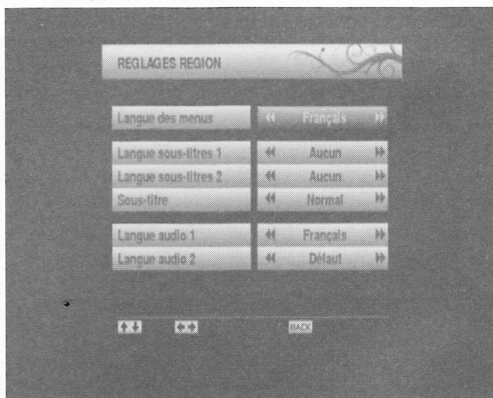 REGLAGES REGION
Langue des menus Français
Langue sous-titres 1 Aucun
Langue sous-titres 2 Aucun
Sous-titre Normal
Langue audio 1 Français
Langue audio 2 Défaut
BACK